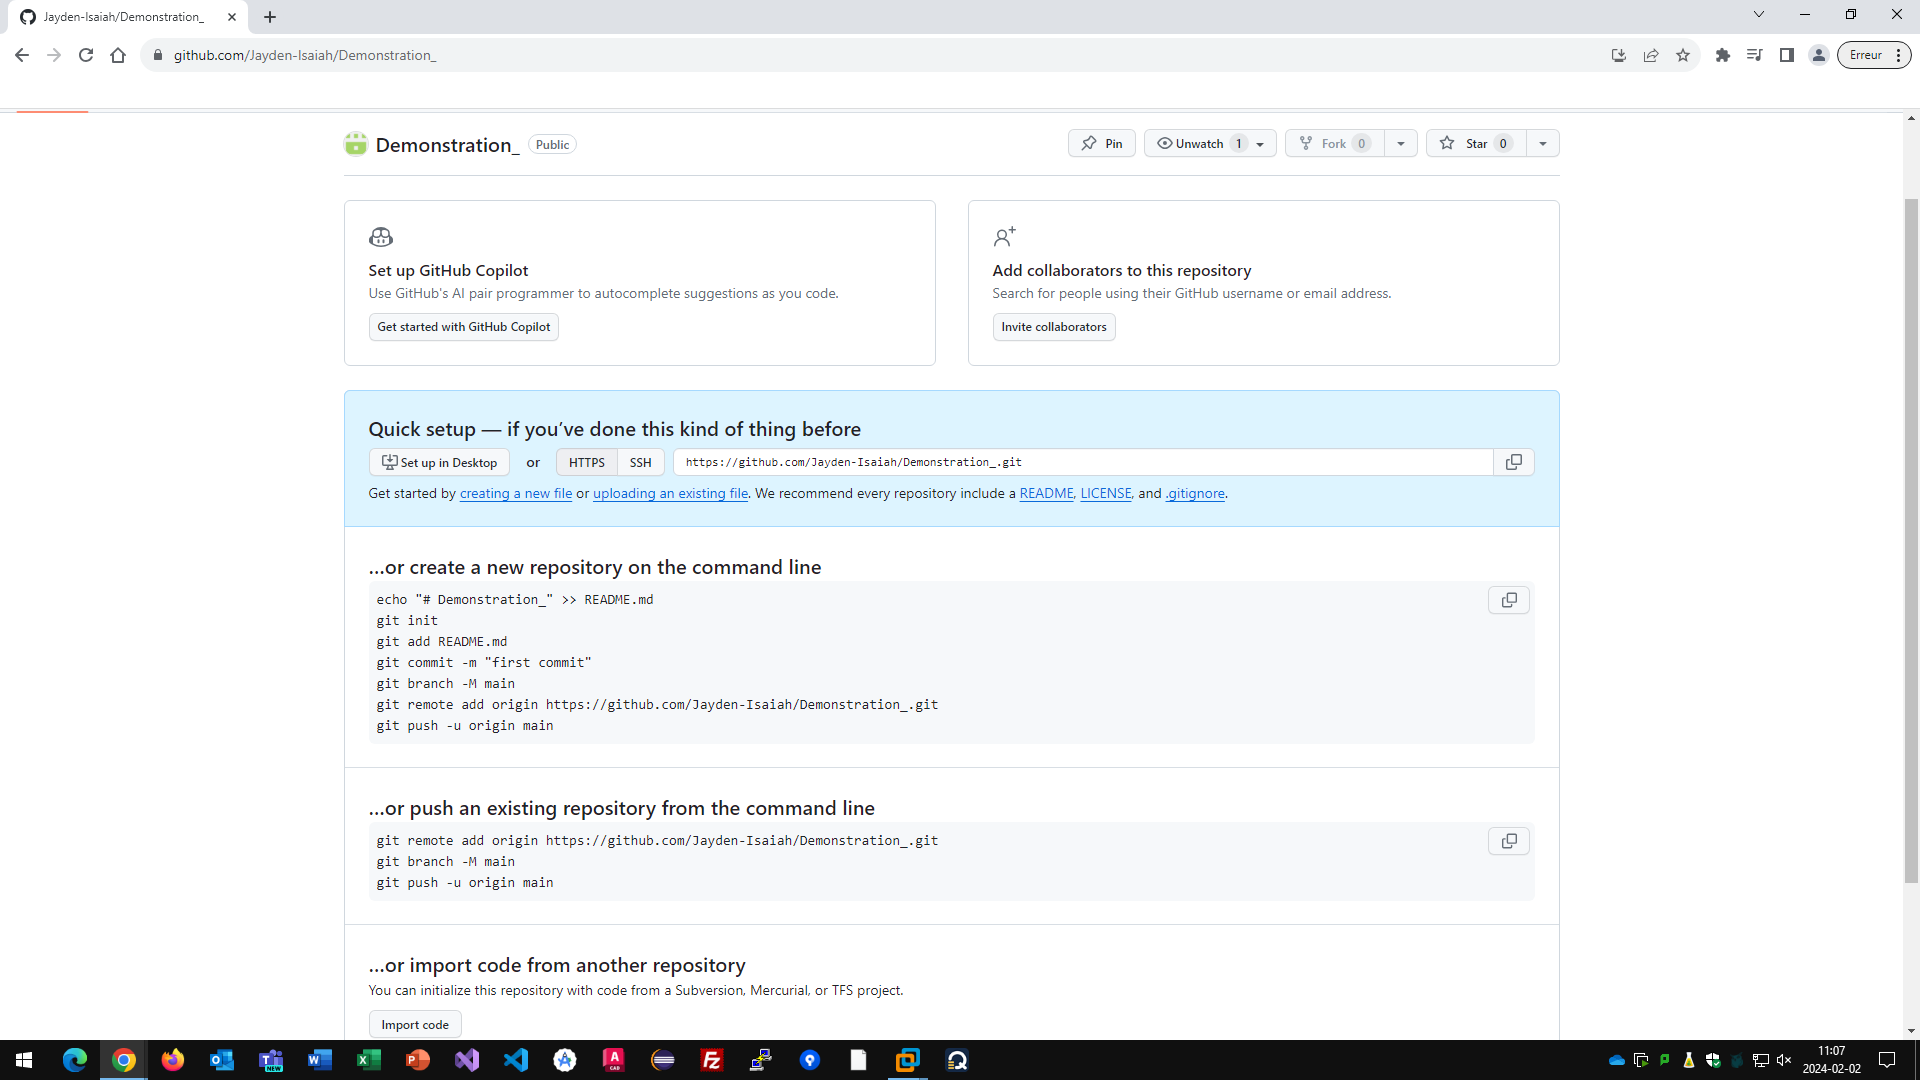 Jayden-Isaiah/Demonstration_
github.com/Jayden-Isaiah/Demonstration_
Erreur
Demonstration_
Public
Pin
Unwatch 1
Fork 0
Star 0
Set up GitHub Copilot
Use GitHub's AI pair programmer to autocomplete suggestions as you code.
Get started with GitHub Copilot
Add collaborators to this repository
Search for people using their GitHub username or email address.
Invite collaborators
Quick setup — if you’ve done this kind of thing before
Set up in Desktop
or
HTTPS
SSH
https://github.com/Jayden-Isaiah/Demonstration_.git
Get started by creating a new file or uploading an existing file. We recommend every repository include a README, LICENSE, and .gitignore.
…or create a new repository on the command line
echo "# Demonstration_" >> README.md
git init
git add README.md
git commit -m "first commit"
git branch -M main
git remote add origin https://github.com/Jayden-Isaiah/Demonstration_.git
git push -u origin main
…or push an existing repository from the command line
git remote add origin https://github.com/Jayden-Isaiah/Demonstration_.git
git branch -M main
git push -u origin main
…or import code from another repository
You can initialize this repository with code from a Subversion, Mercurial, or TFS project.
Import code
NEW
CAD
11:07
2024-02-02